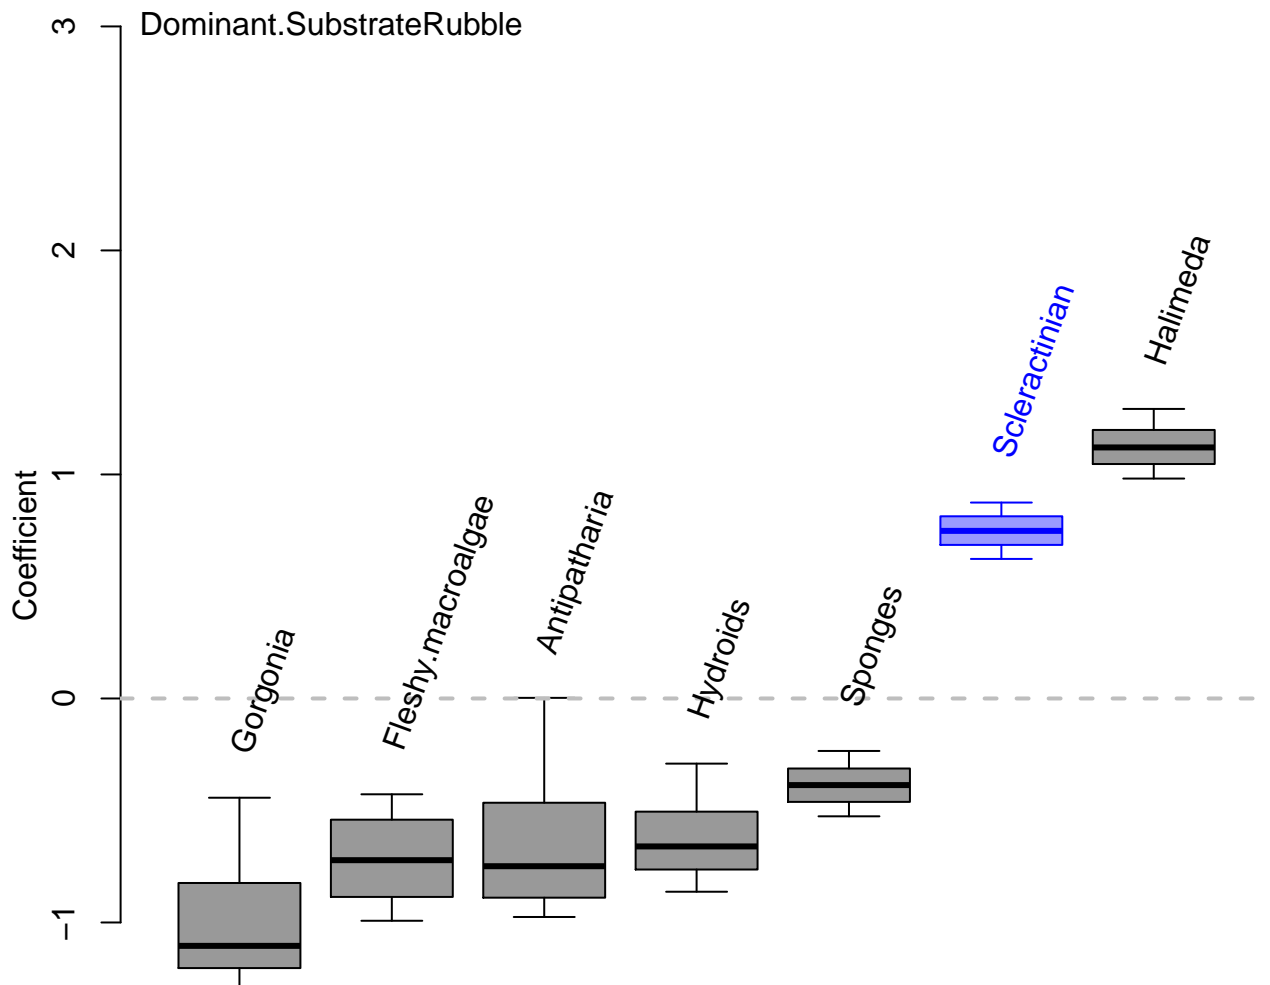 Dominant.SubstrateRubble
3
2
1
0
−1
Coefficient
Gorgonia
Fleshy.macroalgae
Antipatharia
Hydroids
Sponges
Scleractinian
Halimeda